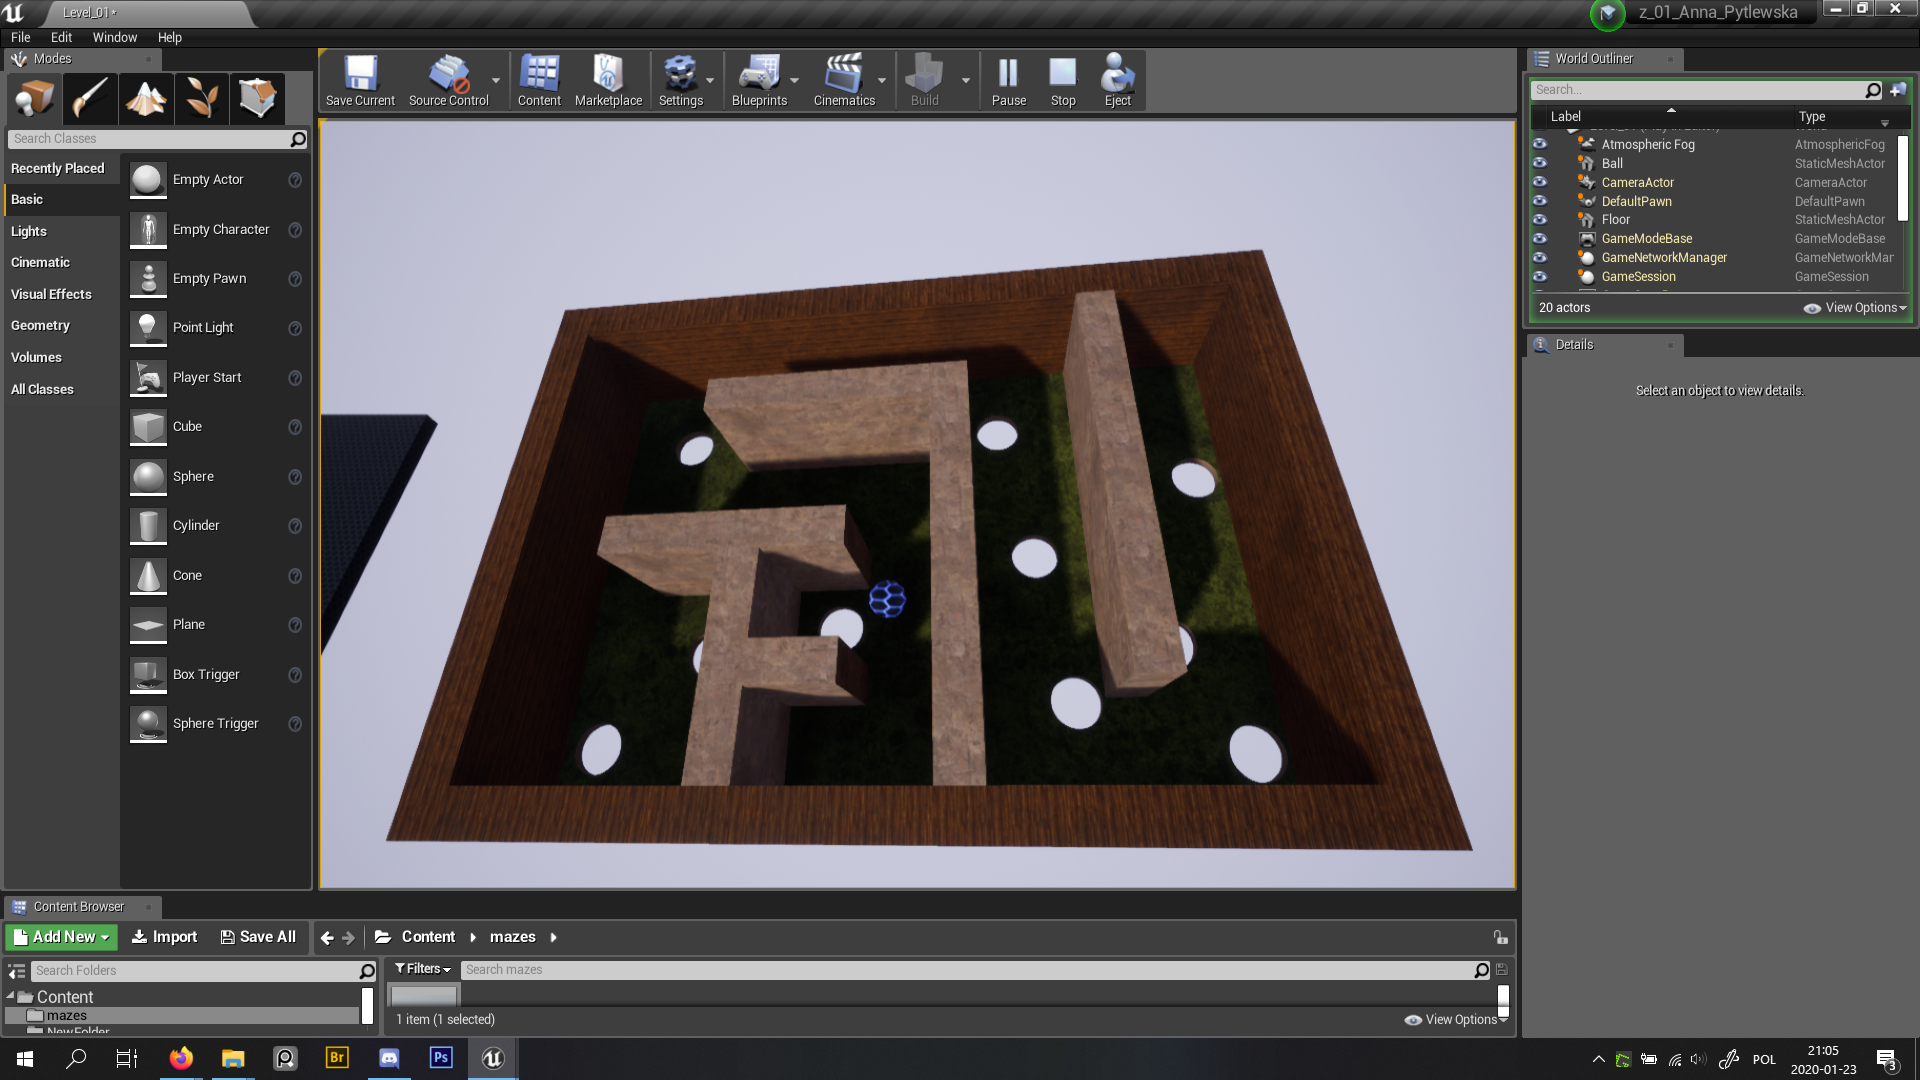 Level_01*
z_01_Anna_Pytlewska
File Edit Window Help
Modes
Search Classes
Recently Placed
Basic
Lights
Cinematic
Visual Effects
Geometry
Volumes
All Classes
Empty Actor
Empty Character
Empty Pawn
Point Light
Player Start
Cube
Sphere
Cylinder
Cone
Plane
Box Trigger
Sphere Trigger
Save Current Source Control Content Marketplace Settings Blueprints Cinematics Build Pause Stop Eject
World Outliner
Search...
Label Type
Atmospheric Fog AtmosphericFog
Ball StaticMeshActor
CameraActor CameraActor
DefaultPawn DefaultPawn
Floor StaticMeshActor
GameModeBase GameModeBase
GameNetworkManager GameNetworkMar
GameSession GameSession
20 actors View Options
Details
Select an object to view details.
Content Browser
Add New Import Save All Content mazes
Search Folders
Content
mazes
NewFolder
Filters Search mazes
1 item (1 selected) View Options
Br
Ps
POL
21:05
2020-01-23
3